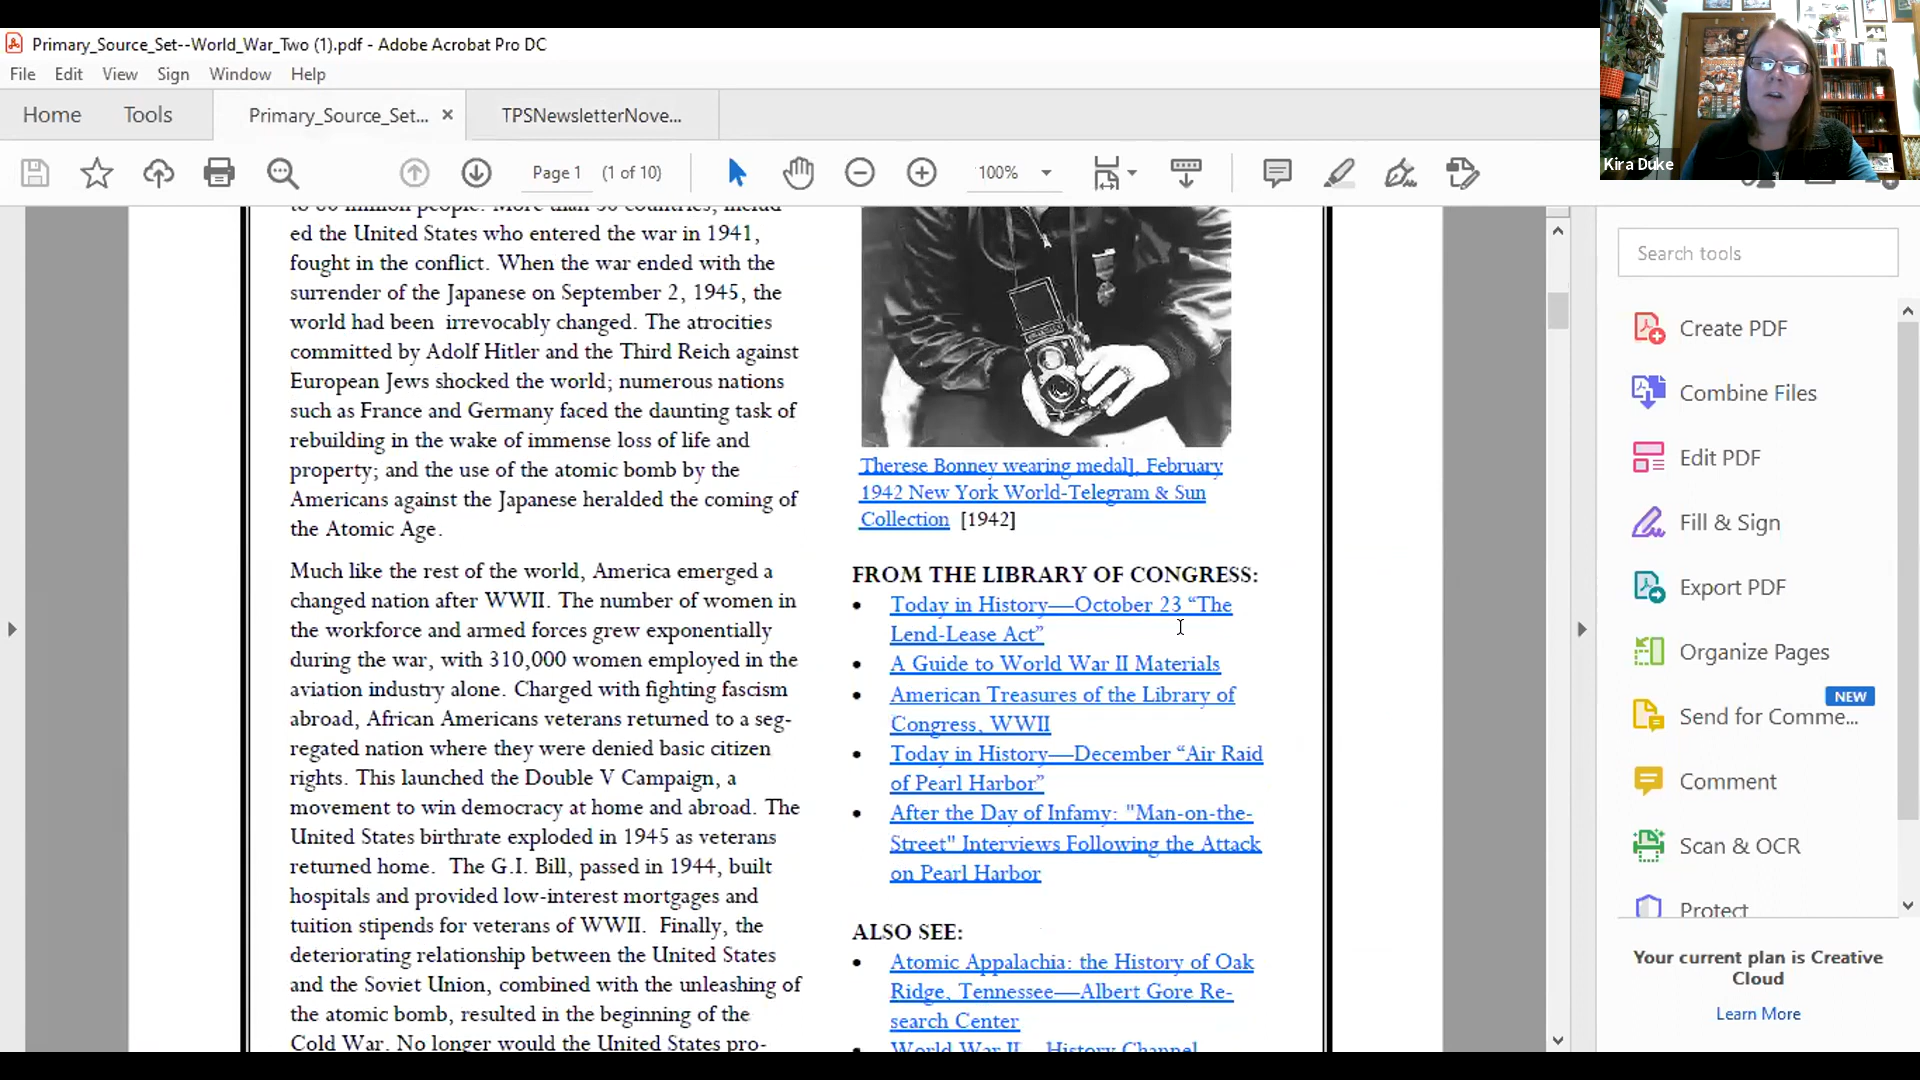 Primary_Source_Set--World_War_Two (1).pdf - Adobe Acrobat Pro DC
File Edit View Sign Window Help
Home Tools Primary_Source_Set... × TPSNewsletterNove...
Page 1 (1 of 10) 100%
Kira Duke
to 80 million people. More than 50 countries, includ
ed the United States who entered the war in 1941,
fought in the conflict. When the war ended with the
surrender of the Japanese on September 2, 1945, the
world had been irrevocably changed. The atrocities
committed by Adolf Hitler and the Third Reich against
European Jews shocked the world; numerous nations
such as France and Germany faced the daunting task of
rebuilding in the wake of immense loss of life and
property; and the use of the atomic bomb by the
Americans against the Japanese heralded the coming of
the Atomic Age.
Much like the rest of the world, America emerged a
changed nation after WWII. The number of women in
the workforce and armed forces grew exponentially
during the war, with 310,000 women employed in the
aviation industry alone. Charged with fighting fascism
abroad, African Americans veterans returned to a seg-
regated nation where they were denied basic citizen
rights. This launched the Double V Campaign, a
movement to win democracy at home and abroad. The
United States birthrate exploded in 1945 as veterans
returned home. The G.I. Bill, passed in 1944, built
hospitals and provided low-interest mortgages and
tuition stipends for veterans of WWII. Finally, the
deteriorating relationship between the United States
and the Soviet Union, combined with the unleashing of
the atomic bomb, resulted in the beginning of the
Cold War. No longer would the United States pro-
Therese Bonney wearing medal], February
1942 New York World-Telegram & Sun
Collection [1942]
FROM THE LIBRARY OF CONGRESS:
• Today in History—October 23 “The
Lend-Lease Act”
• A Guide to World War II Materials
• American Treasures of the Library of
Congress, WWII
• Today in History—December “Air Raid
of Pearl Harbor”
• After the Day of Infamy: "Man-on-the-
Street" Interviews Following the Attack
on Pearl Harbor
ALSO SEE:
• Atomic Appalachia: the History of Oak
Ridge, Tennessee—Albert Gore Re-
search Center
• World War II—History Channel
Search tools
Create PDF
Combine Files
Edit PDF
Fill & Sign
Export PDF
Organize Pages
NEW
Send for Comme...
Comment
Scan & OCR
Protect
Your current plan is Creative
Cloud
Learn More